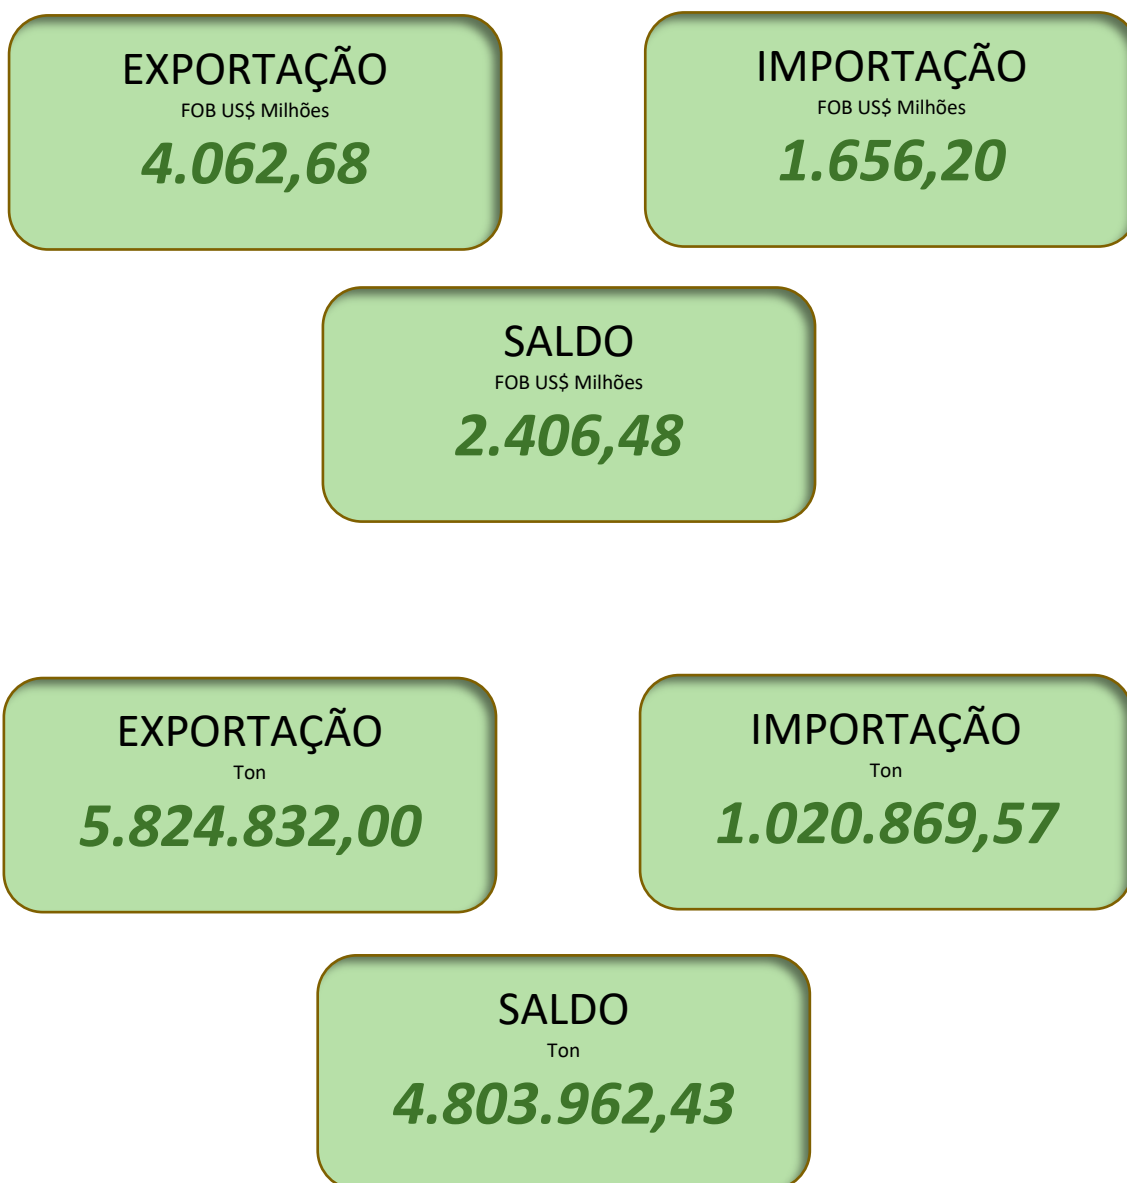 EXPORTAÇÃO
FOB US$ Milhões
4.062,68
IMPORTAÇÃO
FOB US$ Milhões
1.656,20
SALDO
FOB US$ Milhões
2.406,48
EXPORTAÇÃO
Ton
5.824.832,00
IMPORTAÇÃO
Ton
1.020.869,57
SALDO
Ton
4.803.962,43